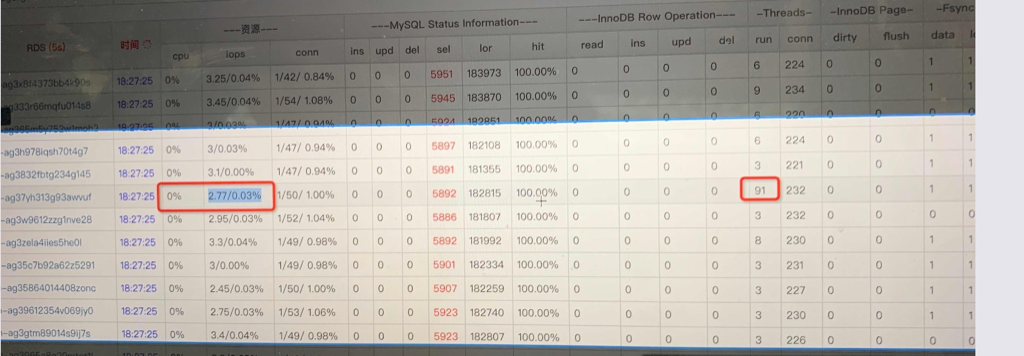 ---资源--- ---MySQL Status Information--- ---InnoDB Row Operation--- -Threads- -InnoDB Page- -Fsync
RDS (5s) 时间 cpu iops conn ins upd del sel lor hit read ins upd del run conn dirty flush data
18:27:25 0% 3.25/0.04% 1/42/ 0.84% 0 0 0 5951 183973 100.00% 0 0 0 0 6 224 0 0 1 1
18:27:25 0% 3.45/0.04% 1/54/ 1.08% 0 0 0 5945 183870 100.00% 0 0 0 0 9 234 0 0 1 1
18:27:25 0% 3/0.03% 1/47/ 0.94% 0 0 0 5924 182851 100.00% 0 0 0 0 6 220 0 0 0 0
-ag3h978iqsh70t4g7 18:27:25 0% 3/0.03% 1/47/ 0.94% 0 0 0 5897 182108 100.00% 0 0 0 0 6 224 0 0 1 1
-ag3832fbtg234g145 18:27:25 0% 3.1/0.00% 1/47/ 0.94% 0 0 0 5891 181355 100.00% 0 0 0 0 3 221 0 0 1 1
-ag37yh313g93awvuf 18:27:25 0% 2.77/0.03% 1/50/ 1.00% 0 0 0 5892 182815 100.00% 0 0 0 0 91 232 0 0 1 1
-ag3w9612zzg1nve28 18:27:25 0% 2.95/0.03% 1/52/ 1.04% 0 0 0 5886 181807 100.00% 0 0 0 0 3 232 0 0 0 0
18:27:25 0% 3.3/0.04% 1/49/ 0.98% 0 0 0 5892 181992 100.00% 0 0 0 0 8 230 0 0 1 1
-ag35c7b92a62z5291 18:27:25 0% 3/0.00% 1/49/ 0.98% 0 0 0 5901 182334 100.00% 0 0 0 0 3 231 0 0 1 1
-ag35864014408zonc 18:27:25 0% 2.45/0.03% 1/50/ 1.00% 0 0 0 5907 182259 100.00% 0 0 0 0 3 227 0 0 1 1
-ag39612354v069jy0 18:27:25 0% 2.75/0.03% 1/53/ 1.06% 0 0 0 5923 182740 100.00% 0 0 0 0 3 230 0 0 1 1
-ag3gtm89014s9ij7s 18:27:25 0% 3.4/0.04% 1/49/ 0.98% 0 0 0 5923 182807 100.00% 0 0 0 0 3 226 0 0 0 0